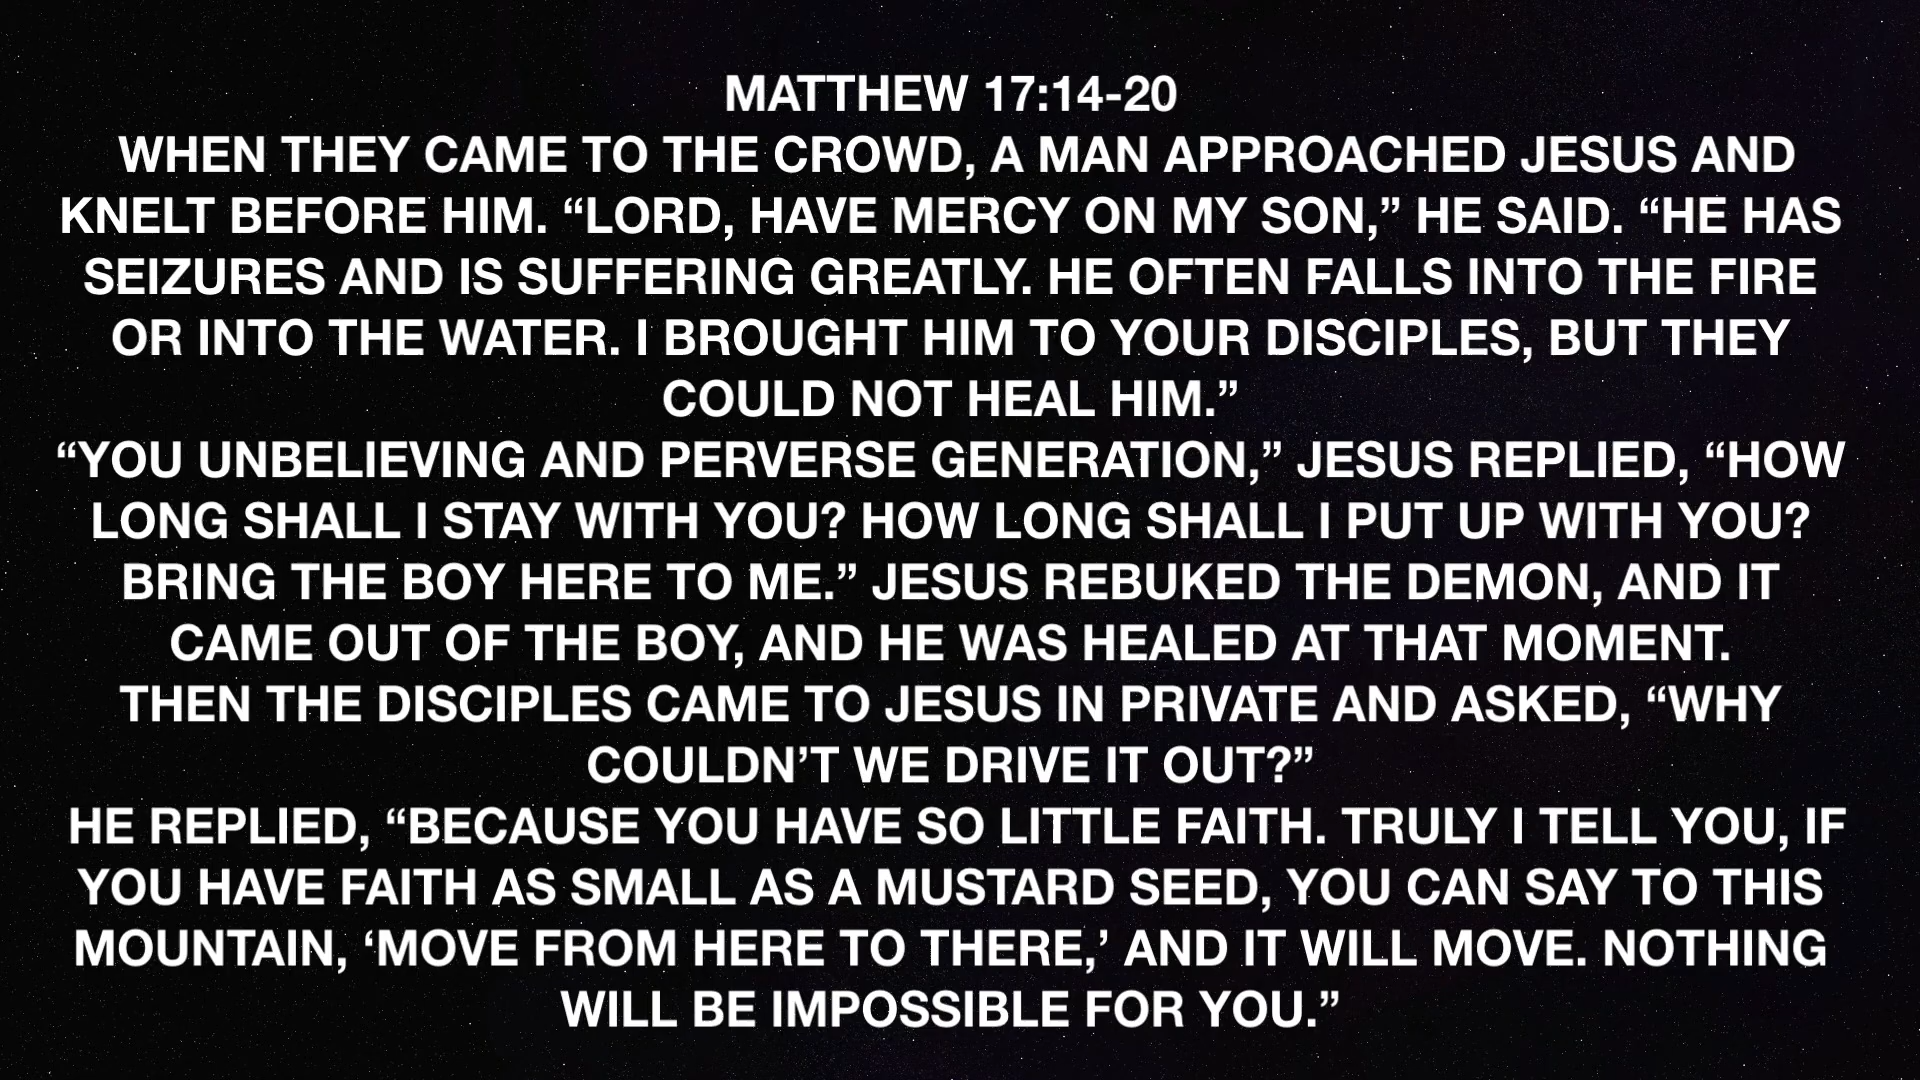 MATTHEW 17:14-20
WHEN THEY CAME TO THE CROWD, A MAN APPROACHED JESUS AND
KNELT BEFORE HIM. “LORD, HAVE MERCY ON MY SON,” HE SAID. “HE HAS
SEIZURES AND IS SUFFERING GREATLY. HE OFTEN FALLS INTO THE FIRE
OR INTO THE WATER. I BROUGHT HIM TO YOUR DISCIPLES, BUT THEY
COULD NOT HEAL HIM.”
“YOU UNBELIEVING AND PERVERSE GENERATION,” JESUS REPLIED, “HOW
LONG SHALL I STAY WITH YOU? HOW LONG SHALL I PUT UP WITH YOU?
BRING THE BOY HERE TO ME.” JESUS REBUKED THE DEMON, AND IT
CAME OUT OF THE BOY, AND HE WAS HEALED AT THAT MOMENT.
THEN THE DISCIPLES CAME TO JESUS IN PRIVATE AND ASKED, “WHY
COULDN’T WE DRIVE IT OUT?”
HE REPLIED, “BECAUSE YOU HAVE SO LITTLE FAITH. TRULY I TELL YOU, IF
YOU HAVE FAITH AS SMALL AS A MUSTARD SEED, YOU CAN SAY TO THIS
MOUNTAIN, ‘MOVE FROM HERE TO THERE,’ AND IT WILL MOVE. NOTHING
WILL BE IMPOSSIBLE FOR YOU.”